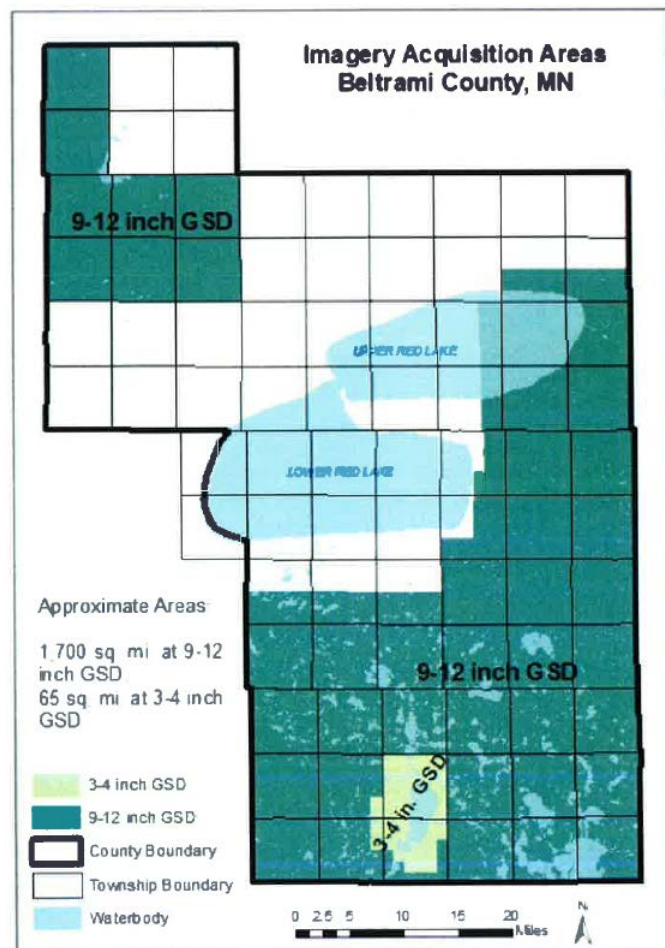 Imagery Acquisition Areas
Beltrami County, MN
9-12 inch GSD
UPPER RED LAKE
LOWER RED LAKE
Approximate Areas
1,700 sq mi at 9-12
inch GSD
65 sq mi at 3-4 inch
GSD
9-12 inch GSD
3-4 in. GSD
3-4 inch GSD
9-12 inch GSD
County Boundary
Township Boundary
Waterbody
0 2.5 5 10 15 20
Miles
N